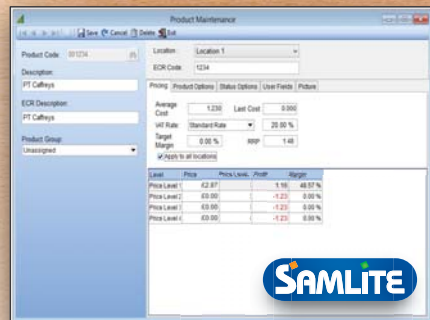 Product Maintenance
Save Cancel Delete Exit
Product Code: 001234
Description:
PT Caffreys
ECR Description:
PT Caffreys
Product Group:
Unassigned
Location: Location 1
ECR Code: 1234
Pricing Product Options Status Options User Fields Picture
Average Cost 1.230 Last Cost 0.000
VAT Rate: Standard Rate 20.00 %
Target Margin 0.00 % RRP 1.48
Apply to all locations
Level Price Price Level Profit Margin
Price Level 1 £2.87 1.16 48.57 %
Price Level 2 £0.00 -1.23 0.00 %
Price Level 3 £0.00 -1.23 0.00 %
Price Level 4 £0.00 -1.23 0.00 %
SAMLITE